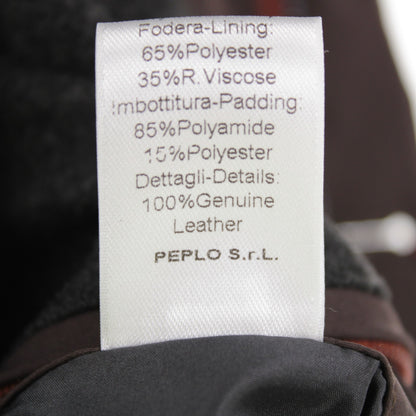 Fodera-Lining:
65%Polyester
35%R.Viscose
Imbottitura-Padding:
85%Polyamide
15%Polyester
Dettagli-Details:
100%Genuine
Leather
PEPLO S.r.L.